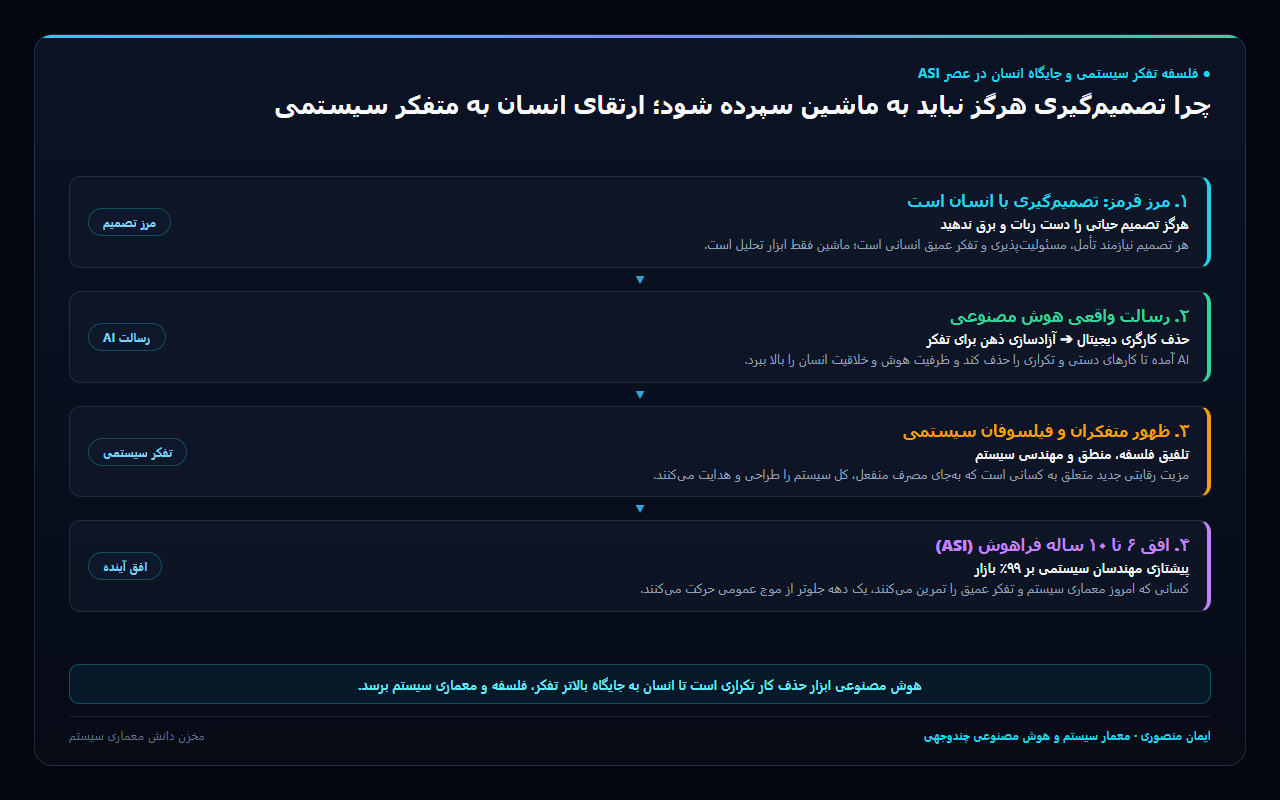 ● فلسفه تفکر سیستمی و جایگاه انسان در عصر ASI
چرا تصمیم‌گیری هرگز نباید به ماشین سپرده شود؛ ارتقای انسان به متفکر سیستمی
۱. مرز قرمز: تصمیم‌گیری با انسان است
هرگز تصمیم حیاتی را دست ربات و برق ندهید
هر تصمیم نیازمند تأمل، مسئولیت‌پذیری و تفکر عمیق انسانی است؛ ماشین فقط ابزار تحلیل است.
مرز تصمیم
▼
۲. رسالت واقعی هوش مصنوعی
حذف کارگری دیجیتال ➔ آزادسازی ذهن برای تفکر
AI آمده تا کارهای دستی و تکراری را حذف کند و ظرفیت هوش و خلاقیت انسان را بالا ببرد.
رسالت AI
▼
۳. ظهور متفکران و فیلسوفان سیستمی
تلفیق فلسفه، منطق و مهندسی سیستم
مزیت رقابتی جدید متعلق به کسانی است که به‌جای مصرف منفعل، کل سیستم را طراحی و هدایت می‌کنند.
تفکر سیستمی
▼
۴. افق ۶ تا ۱۰ ساله فراهوش (ASI)
پیشتازی مهندسان سیستمی بر ۹۹٪ بازار
کسانی که امروز معماری سیستم و تفکر عمیق را تمرین می‌کنند، یک دهه جلوتر از موج عمومی حرکت می‌کنند.
افق آینده
هوش مصنوعی ابزار حذف کار تکراری است تا انسان به جایگاه بالاتر تفکر، فلسفه و معماری سیستم برسد.
ایمان منصوری - معمار سیستم و هوش مصنوعی چندوجهی
مخزن دانش معماری سیستم